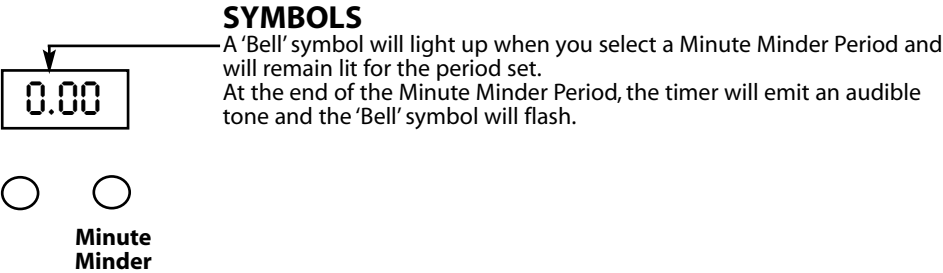 SYMBOLS
A ‘Bell’ symbol will light up when you select a Minute Minder Period and
will remain lit for the period set.
At the end of the Minute Minder Period, the timer will emit an audible
tone and the ‘Bell’ symbol will flash.
0.00
Minute
Minder